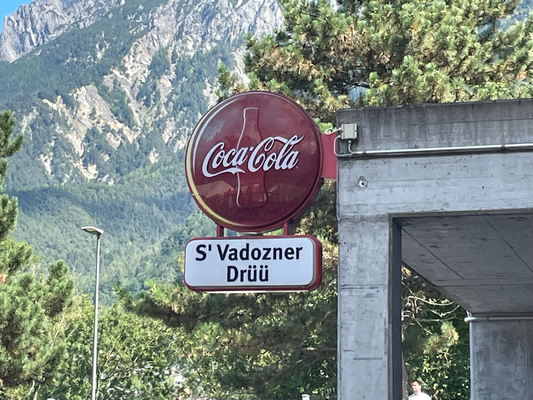 Coca-Cola
S' Vadozner
Drüü